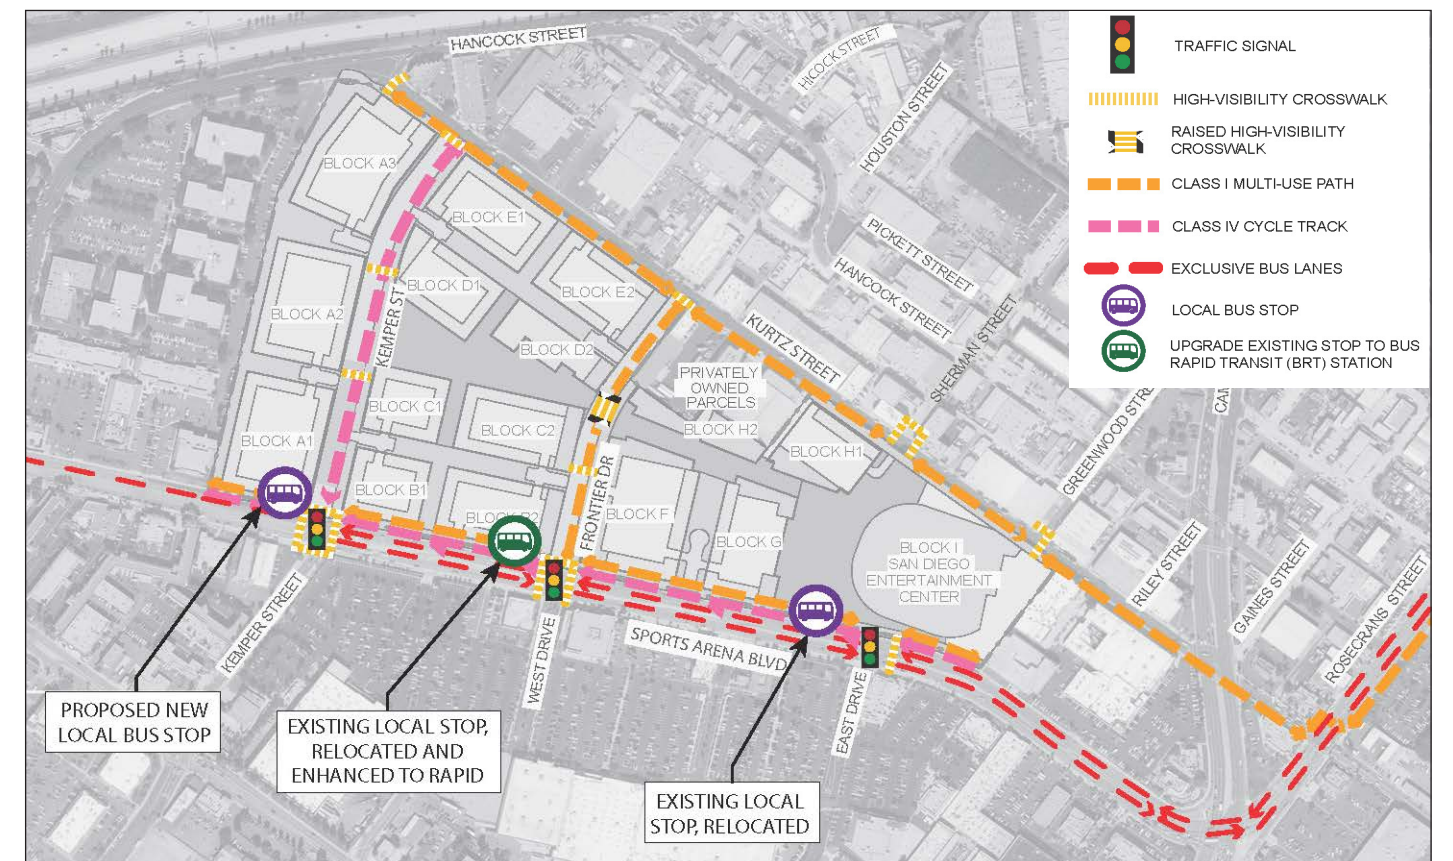 HANCOCK STREET
HICOCK STREET
HOUSTON STREET
PICKETT STREET
HANCOCK STREET
SHERMAN STREET
KURTZ STREET
GREENWOOD STRE
CAM
RILEY STREET
GAINES STREET
ROSECRANS STREET
BLOCK A3
BLOCK E1
BLOCK D1
BLOCK E2
BLOCK A2
KEMPER ST
BLOCK D2
PRIVATELY
OWNED
PARCELS
BLOCK C1
BLOCK C2
BLOCK H2
BLOCK H1
BLOCK A1
BLOCK B1
BLOCK B2
FRONTIER DR
BLOCK F
BLOCK G
BLOCK I
SAN DIEGO
ENTERTAINMENT
CENTER
KEMPER STREET
WEST DRIVE
SPORTS ARENA BLVD
EAST DRIVE
PROPOSED NEW
LOCAL BUS STOP
EXISTING LOCAL STOP,
RELOCATED AND
ENHANCED TO RAPID
EXISTING LOCAL
STOP, RELOCATED
TRAFFIC SIGNAL
HIGH-VISIBILITY CROSSWALK
RAISED HIGH-VISIBILITY
CROSSWALK
CLASS I MULTI-USE PATH
CLASS IV CYCLE TRACK
EXCLUSIVE BUS LANES
LOCAL BUS STOP
UPGRADE EXISTING STOP TO BUS
RAPID TRANSIT (BRT) STATION